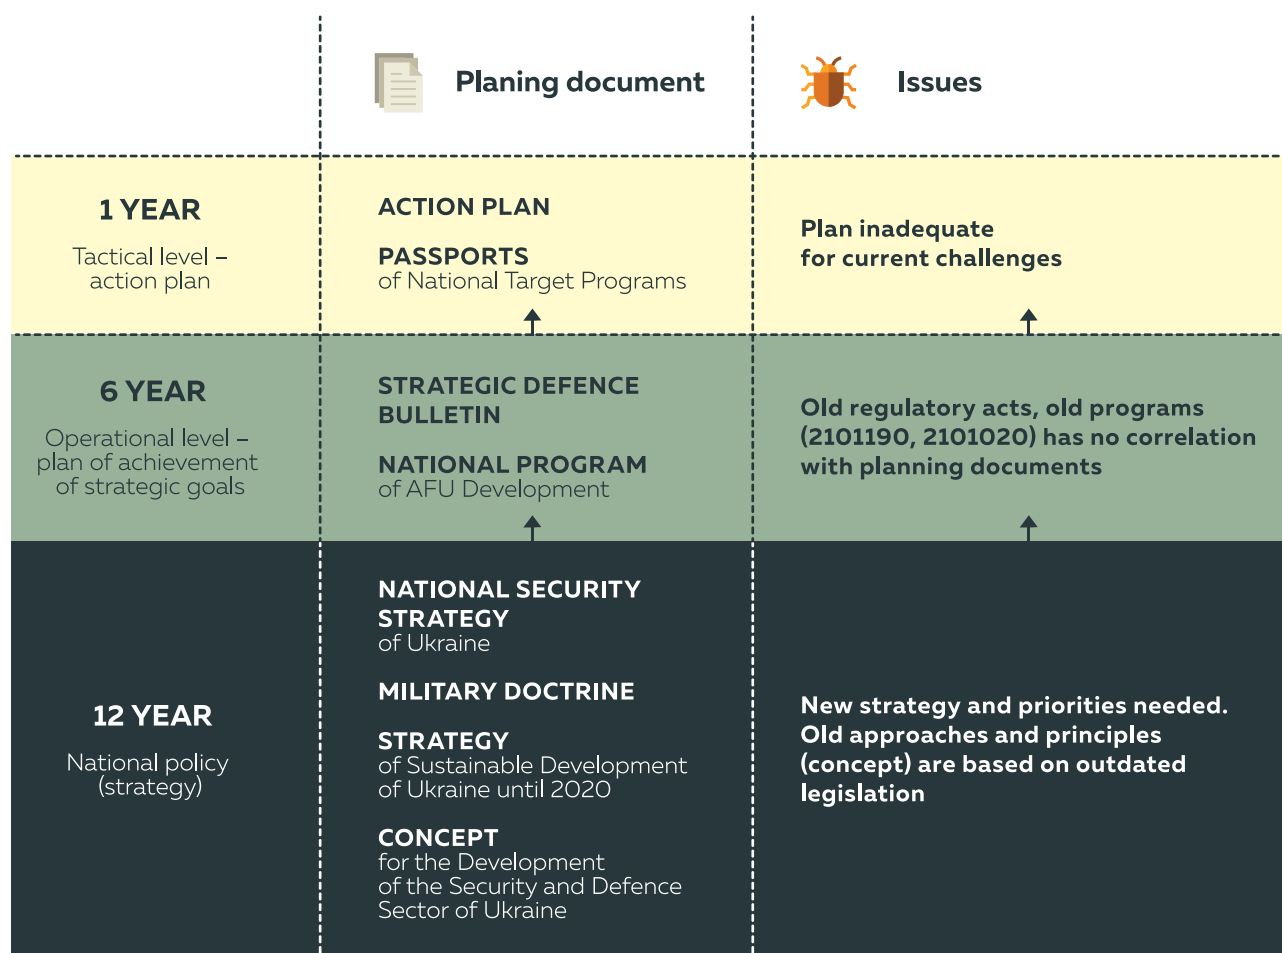 Planing document
Issues
1 YEAR
Tactical level –
action plan
ACTION PLAN
PASSPORTS
of National Target Programs
Plan inadequate
for current challenges
6 YEAR
Operational level –
plan of achievement
of strategic goals
STRATEGIC DEFENCE
BULLETIN
NATIONAL PROGRAM
of AFU Development
Old regulatory acts, old programs
(2101190, 2101020) has no correlation
with planning documents
12 YEAR
National policy
(strategy)
NATIONAL SECURITY
STRATEGY
of Ukraine
MILITARY DOCTRINE
STRATEGY
of Sustainable Development
of Ukraine until 2020
CONCEPT
for the Development
of the Security and Defence
Sector of Ukraine
New strategy and priorities needed.
Old approaches and principles
(concept) are based on outdated
legislation